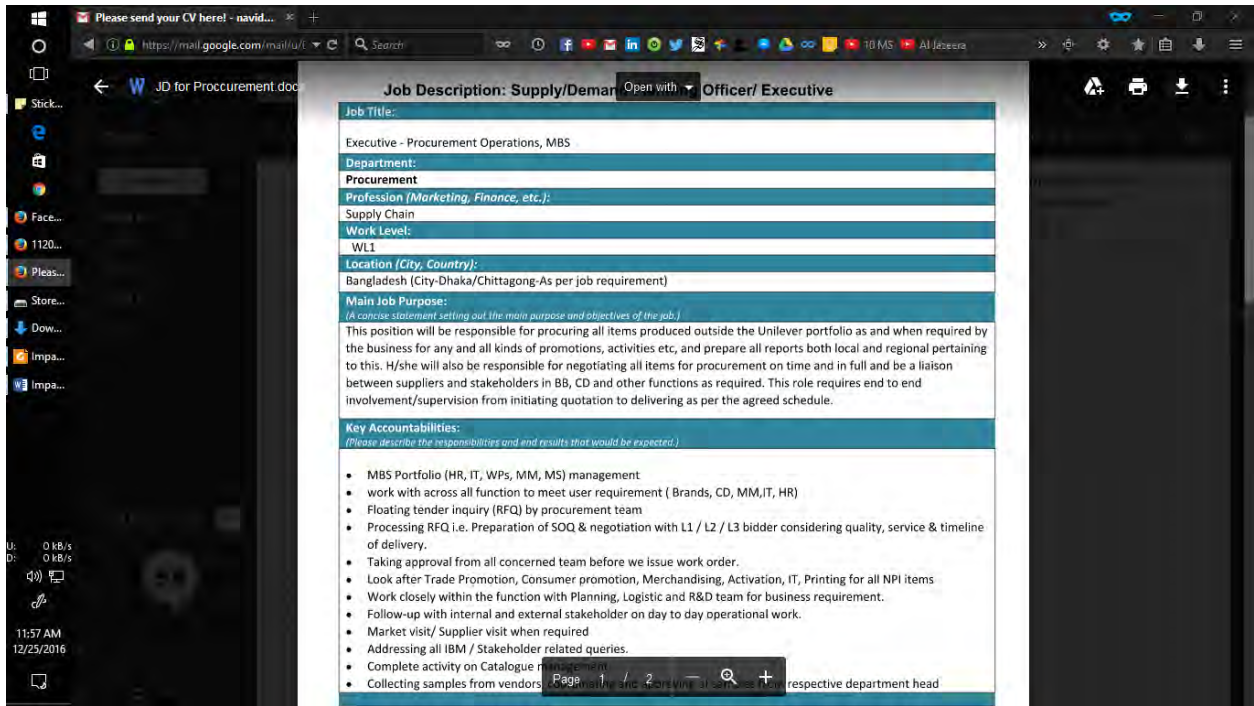 Please send your CV here! - navid...
https://mail.google.com/mail/u/
Search
10 MS
Al Jazeera
JD for Proccurement.doc
Open with
Stick...
Face...
1120...
Pleas...
Store...
Dow...
Impa...
Impa...
U: 0 kB/s
D: 0 kB/s
11:57 AM
12/25/2016
Job Description: Supply/Deman Officer/ Executive
Job Title:
Executive - Procurement Operations, MBS
Department:
Procurement
Profession (Marketing, Finance, etc.):
Supply Chain
Work Level:
WL1
Location (City, Country):
Bangladesh (City-Dhaka/Chittagong-As per job requirement)
Main Job Purpose:
(A concise statement setting out the main purpose and objectives of the job.)
This position will be responsible for procuring all items produced outside the Unilever portfolio as and when required by
the business for any and all kinds of promotions, activities etc, and prepare all reports both local and regional pertaining
to this. H/she will also be responsible for negotiating all items for procurement on time and in full and be a liaison
between suppliers and stakeholders in BB, CD and other functions as required. This role requires end to end
involvement/supervision from initiating quotation to delivering as per the agreed schedule.
Key Accountabilities:
(Please describe the responsibilities and end results that would be expected.)
• MBS Portfolio (HR, IT, WPs, MM, MS) management
• work with across all function to meet user requirement ( Brands, CD, MM,IT, HR)
• Floating tender inquiry (RFQ) by procurement team
• Processing RFQ i.e. Preparation of SOQ & negotiation with L1 / L2 / L3 bidder considering quality, service & timeline
of delivery.
• Taking approval from all concerned team before we issue work order.
• Look after Trade Promotion, Consumer promotion, Merchandising, Activation, IT, Printing for all NPI items
• Work closely within the function with Planning, Logistic and R&D team for business requirement.
• Follow-up with internal and external stakeholder on day to day operational work.
• Market visit/ Supplier visit when required
• Addressing all IBM / Stakeholder related queries.
• Complete activity on Catalogue management
• Collecting samples from vendors, respective department head
Page 1 / 2